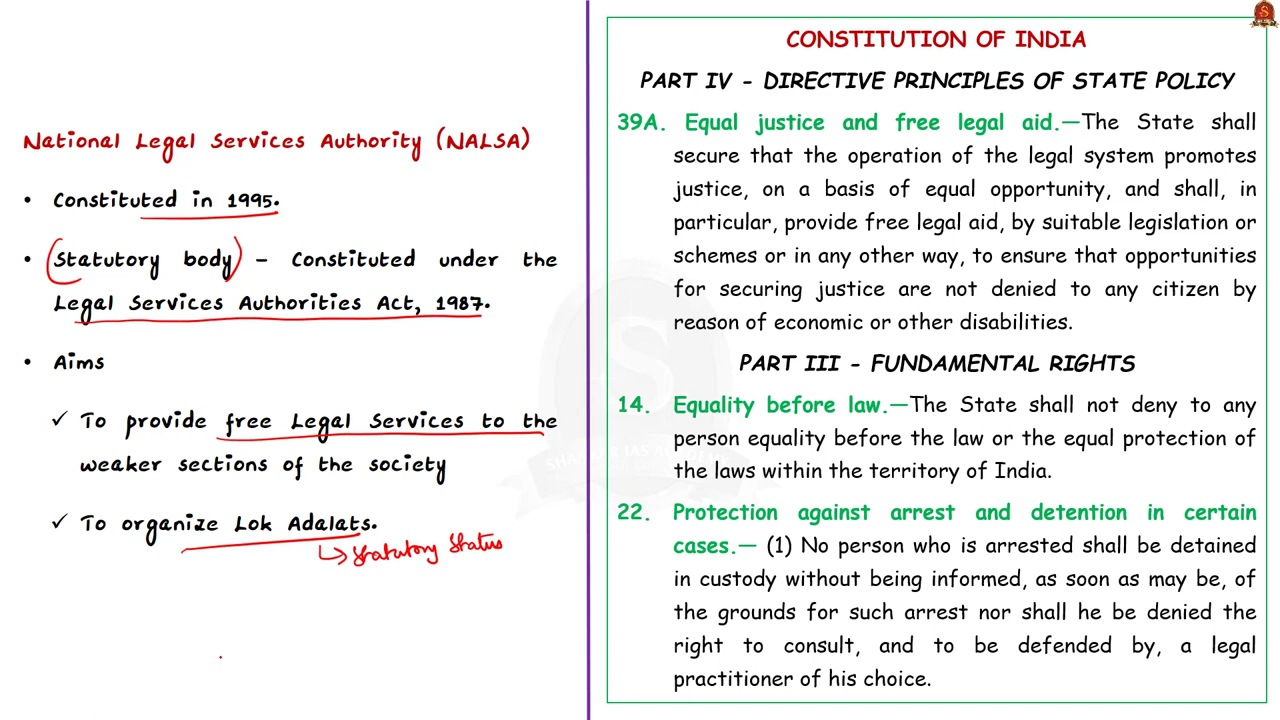 National Legal Services Authority (NALSA)
• Constituted in 1995.
• Statutory body – Constituted under the
Legal Services Authorities Act, 1987.
• Aims
✓ To provide free Legal Services to the
weaker sections of the society
✓ To organize Lok Adalats.
↳ Statutory Status
CONSTITUTION OF INDIA
PART IV - DIRECTIVE PRINCIPLES OF STATE POLICY
39A. Equal justice and free legal aid.—The State shall
secure that the operation of the legal system promotes
justice, on a basis of equal opportunity, and shall, in
particular, provide free legal aid, by suitable legislation or
schemes or in any other way, to ensure that opportunities
for securing justice are not denied to any citizen by
reason of economic or other disabilities.
PART III - FUNDAMENTAL RIGHTS
14. Equality before law.—The State shall not deny to any
person equality before the law or the equal protection of
the laws within the territory of India.
22. Protection against arrest and detention in certain
cases.— (1) No person who is arrested shall be detained
in custody without being informed, as soon as may be, of
the grounds for such arrest nor shall he be denied the
right to consult, and to be defended by, a legal
practitioner of his choice.